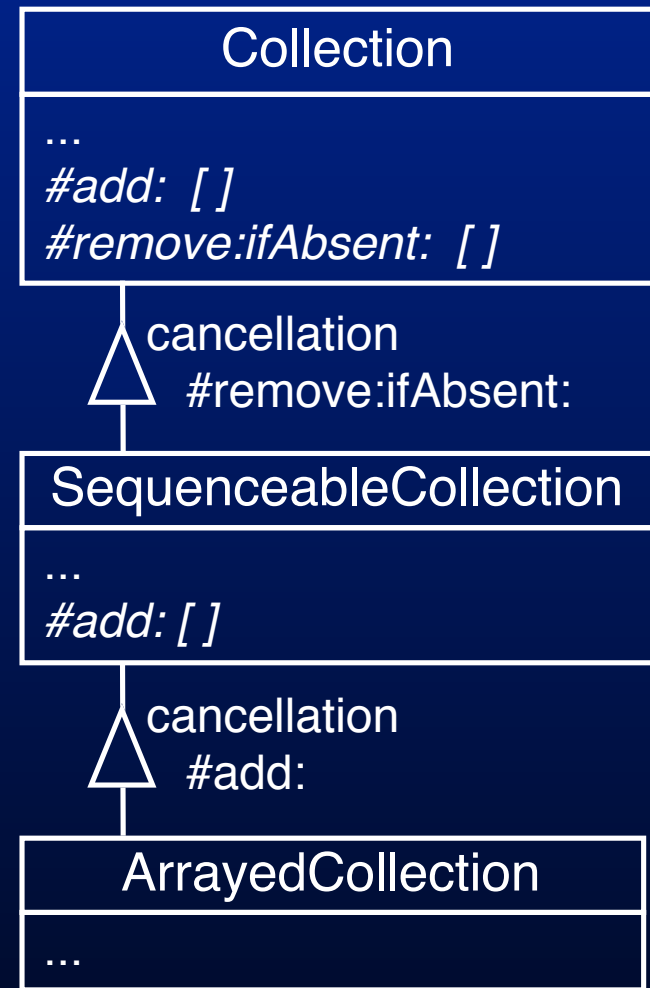 Collection
...
#add: [ ]
#remove:ifAbsent: [ ]
cancellation
#remove:ifAbsent:
SequenceableCollection
...
#add: [ ]
cancellation
#add:
ArrayedCollection
...